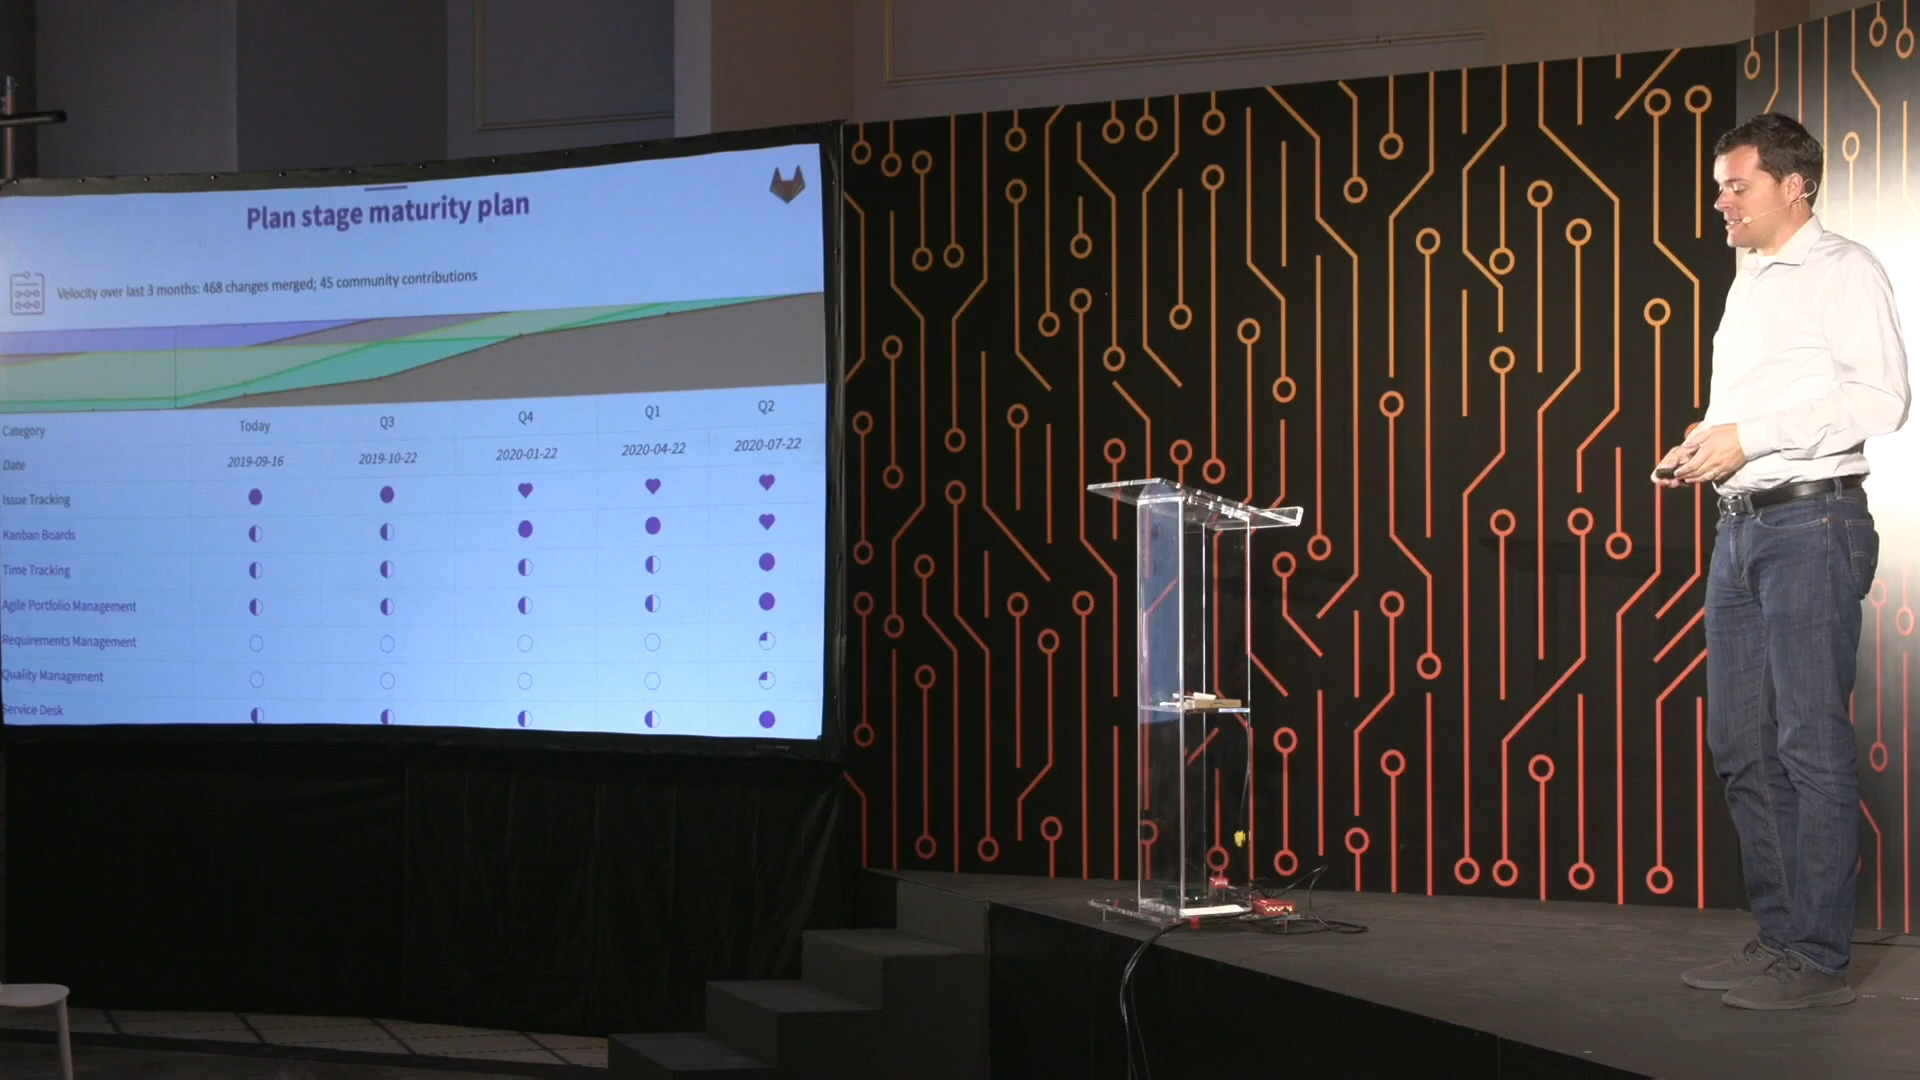 Plan stage maturity plan
Velocity over last 3 months: 468 changes merged; 45 community contributions
Category Today Q3 Q4 Q1 Q2
Date 2019-09-16 2019-10-22 2020-01-22 2020-04-22 2020-07-22
Issue Tracking
Kanban Boards
Time Tracking
Agile Portfolio Management
Requirements Management
Quality Management
Service Desk